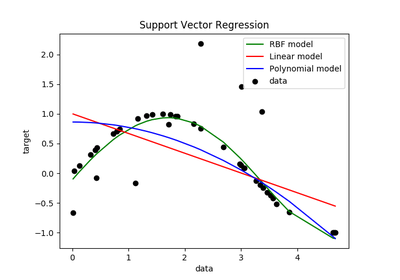 Support Vector Regression
RBF model
Linear model
Polynomial model
data
target
2.0
1.5
1.0
0.5
0.0
−0.5
−1.0
0
1
2
3
4
data